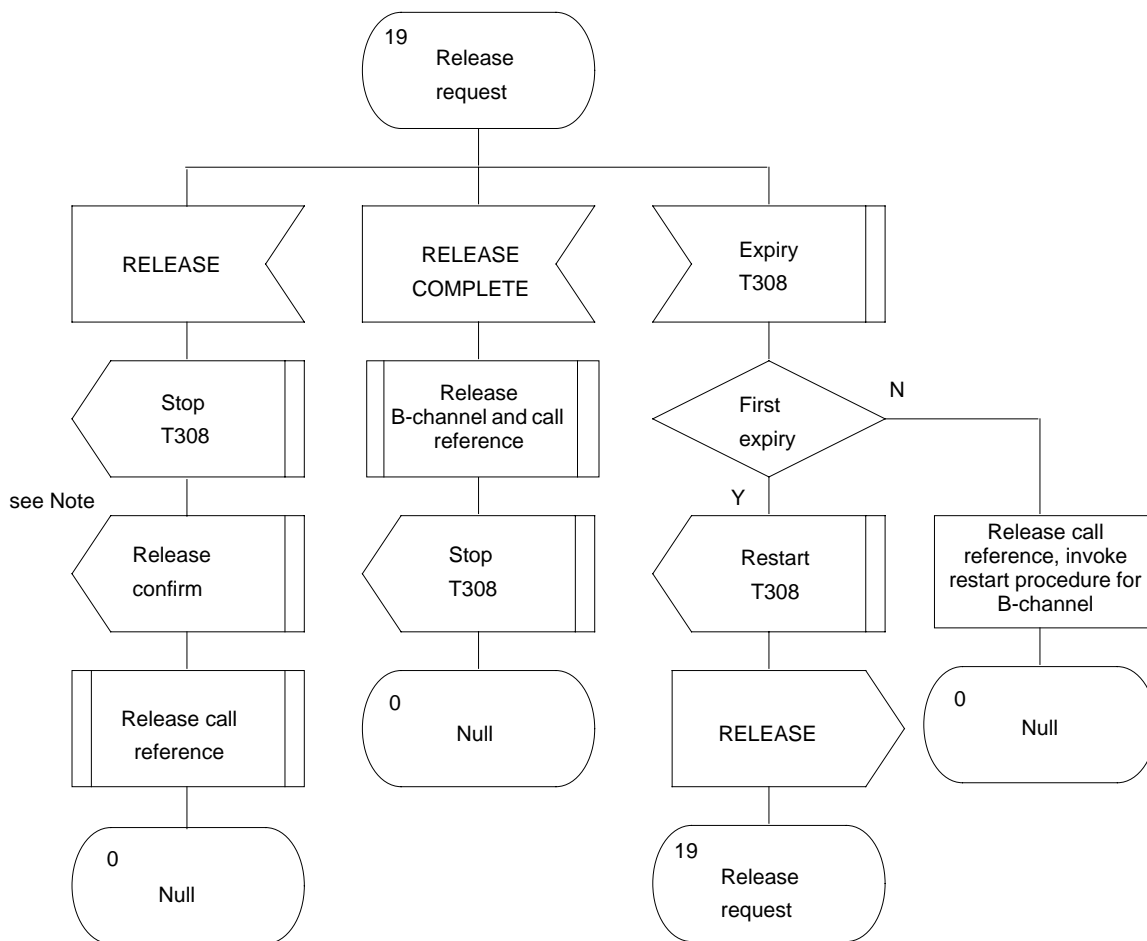 19
Release
request
RELEASE
RELEASE
COMPLETE
Expiry
T308
Stop
T308
Release
B-channel and call
reference
First
expiry
N
Y
see Note
Release
confirm
Stop
T308
Restart
T308
Release call
reference, invoke
restart procedure for
B-channel
Release call
reference
0
Null
RELEASE
0
Null
0
Null
19
Release
request